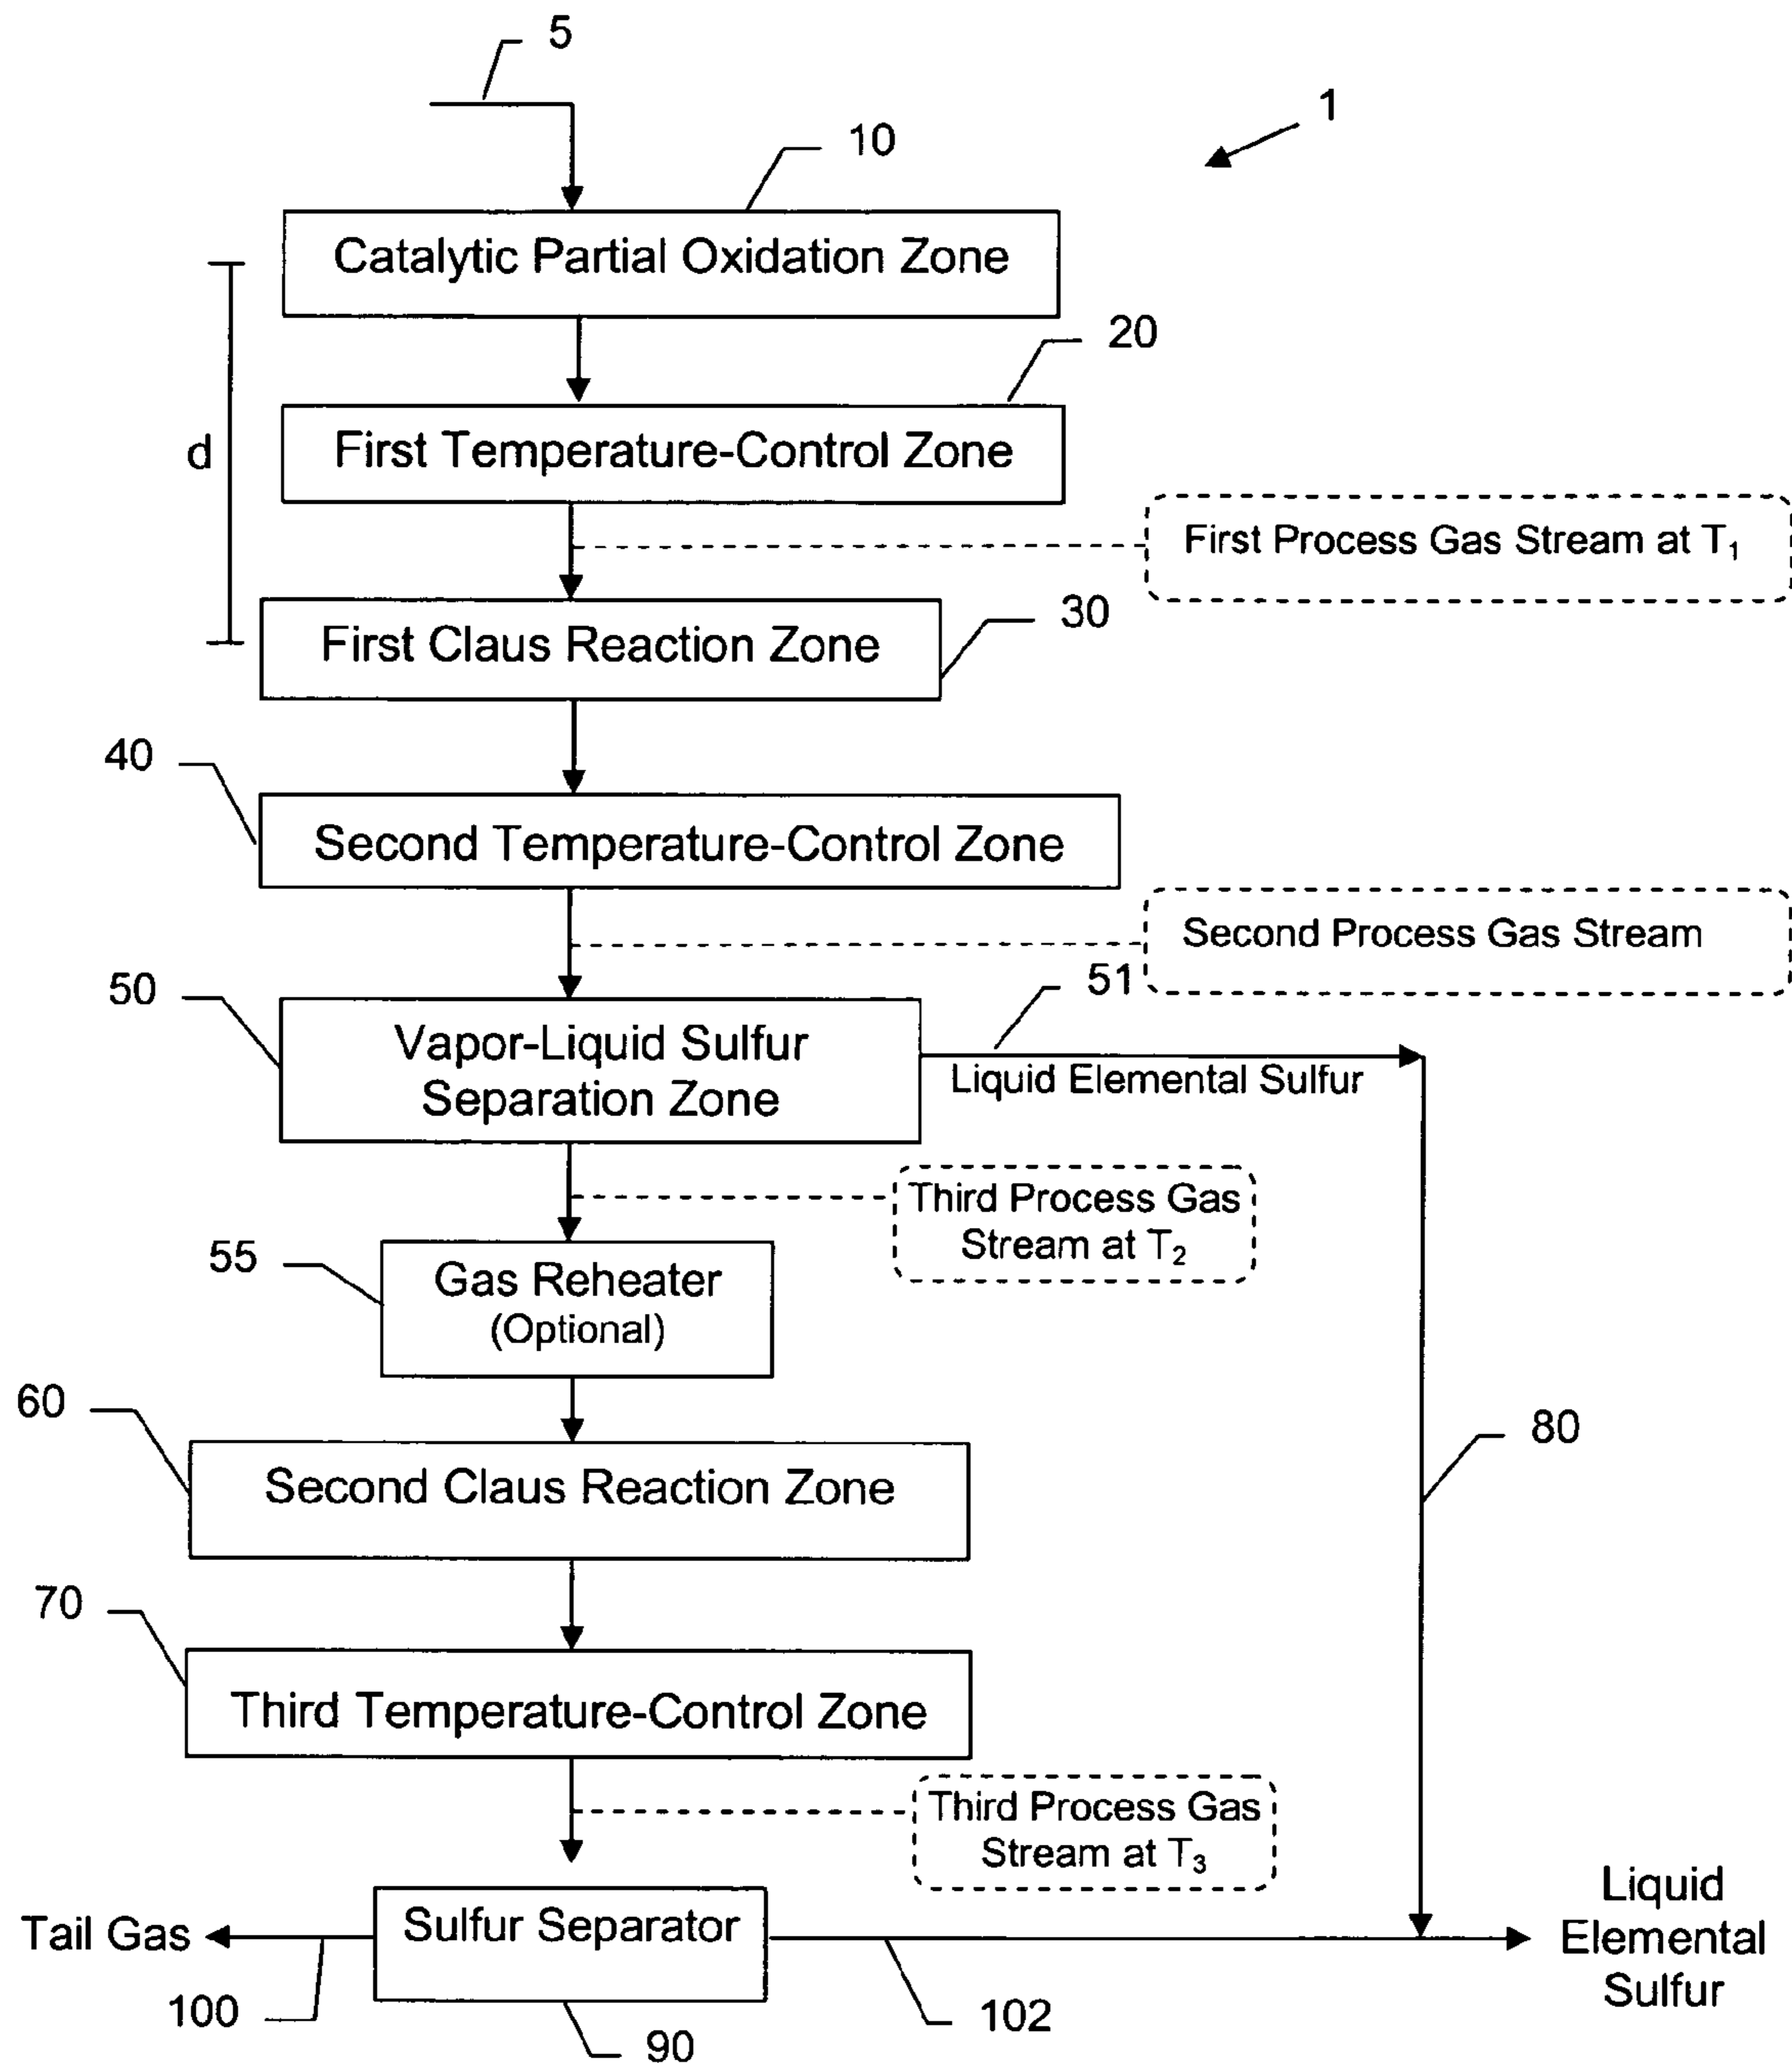 5
1
10
Catalytic Partial Oxidation Zone
20
d
First Temperature-Control Zone
First Process Gas Stream at T₁
30
First Claus Reaction Zone
40
Second Temperature-Control Zone
Second Process Gas Stream
50
51
Vapor-Liquid Sulfur
Separation Zone
Liquid Elemental Sulfur
Third Process Gas
Stream at T₂
55
Gas Reheater
(Optional)
60
80
Second Claus Reaction Zone
70
Third Temperature-Control Zone
Third Process Gas
Stream at T₃
Tail Gas
Sulfur Separator
Liquid
Elemental
Sulfur
100
102
90